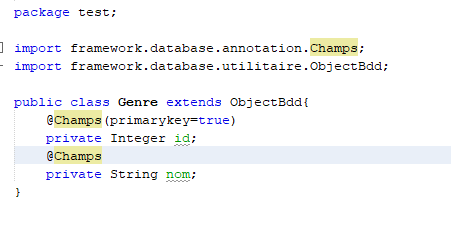 package test;
import framework.database.annotation.Champs;
import framework.database.utilitaire.ObjectBdd;
public class Genre extends ObjectBdd{
@Champs(primarykey=true)
private Integer id;
@Champs
private String nom;
}